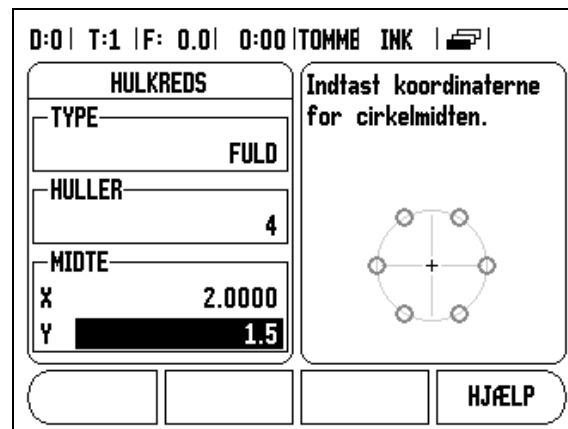 D:0 | T:1 | F: 0.0 | 0:00 | TOMME INK |
HULKREDS
TYPE
FULD
HULLER
4
MIDTE
X 2.0000
Y 1.5
Indtast koordinaterne
for cirkelmidten.
HJÆLP